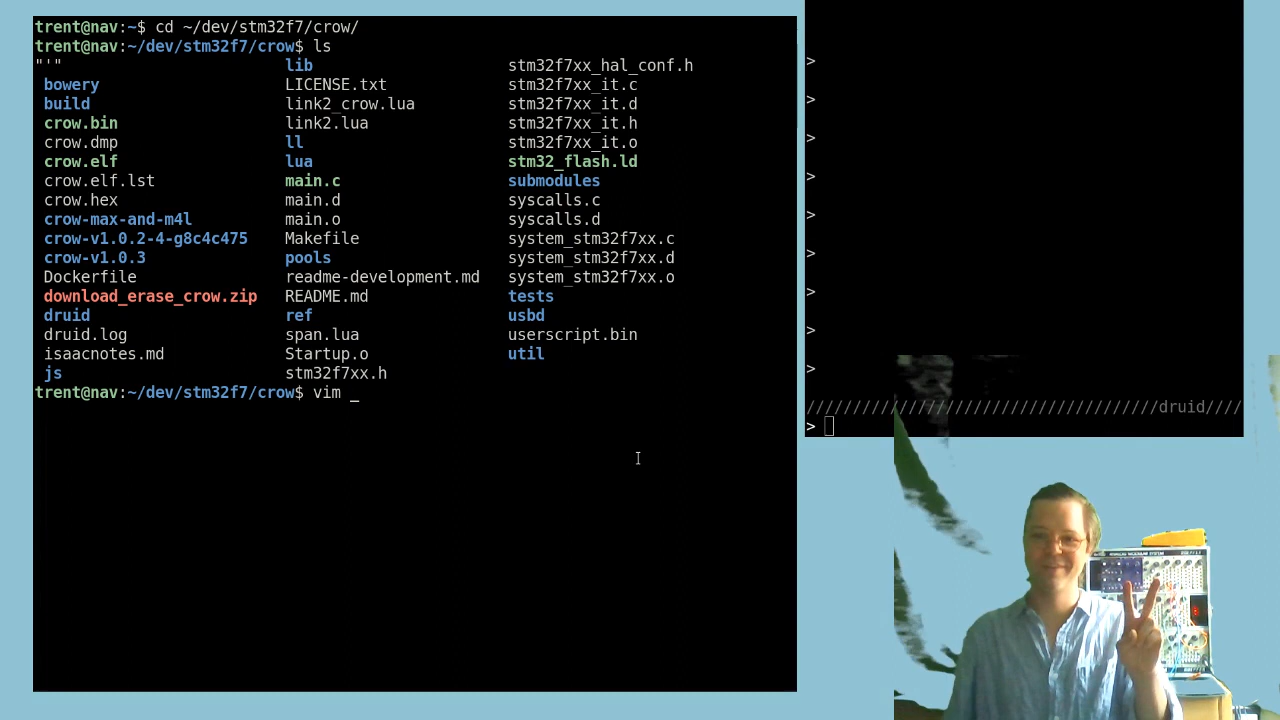 trent@nav:~$ cd ~/dev/stm32f7/crow/
trent@nav:~/dev/stm32f7/crow$ ls
"'" lib stm32f7xx_hal_conf.h
bowery LICENSE.txt stm32f7xx_it.c
build link2_crow.lua stm32f7xx_it.d
crow.bin link2.lua stm32f7xx_it.h
crow.dmp ll stm32f7xx_it.o
crow.elf lua stm32_flash.ld
crow.elf.lst main.c submodules
crow.hex main.d syscalls.c
crow-max-and-m4l main.o syscalls.d
crow-v1.0.2-4-g8c4c475 Makefile system_stm32f7xx.c
crow-v1.0.3 pools system_stm32f7xx.d
Dockerfile readme-development.md system_stm32f7xx.o
download_erase_crow.zip README.md tests
druid ref usbd
druid.log span.lua userscript.bin
isaacnotes.md Startup.o util
js stm32f7xx.h
trent@nav:~/dev/stm32f7/crow$ vim _
>
>
>
>
>
>
>
>
>
//////////////////////////////////////druid////
>